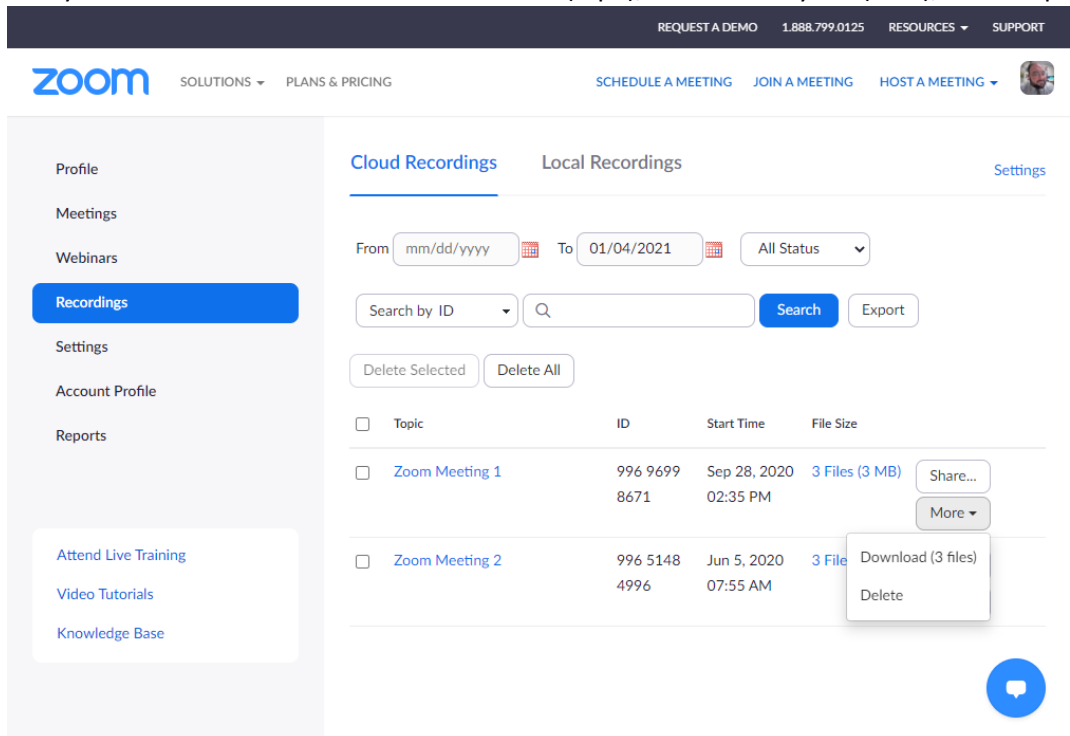 REQUEST A DEMO 1.888.799.0125 RESOURCES SUPPORT
zoom SOLUTIONS PLANS & PRICING SCHEDULE A MEETING JOIN A MEETING HOST A MEETING
Profile
Meetings
Webinars
Recordings
Settings
Account Profile
Reports
Attend Live Training
Video Tutorials
Knowledge Base
Cloud Recordings Local Recordings Settings
From mm/dd/yyyy To 01/04/2021 All Status
Search by ID Search Export
Delete Selected Delete All
Topic ID Start Time File Size
Zoom Meeting 1 996 9699 Sep 28, 2020 3 Files (3 MB) Share...
8671 02:35 PM More
Zoom Meeting 2 996 5148 Jun 5, 2020 3 File Download (3 files)
4996 07:55 AM Delete